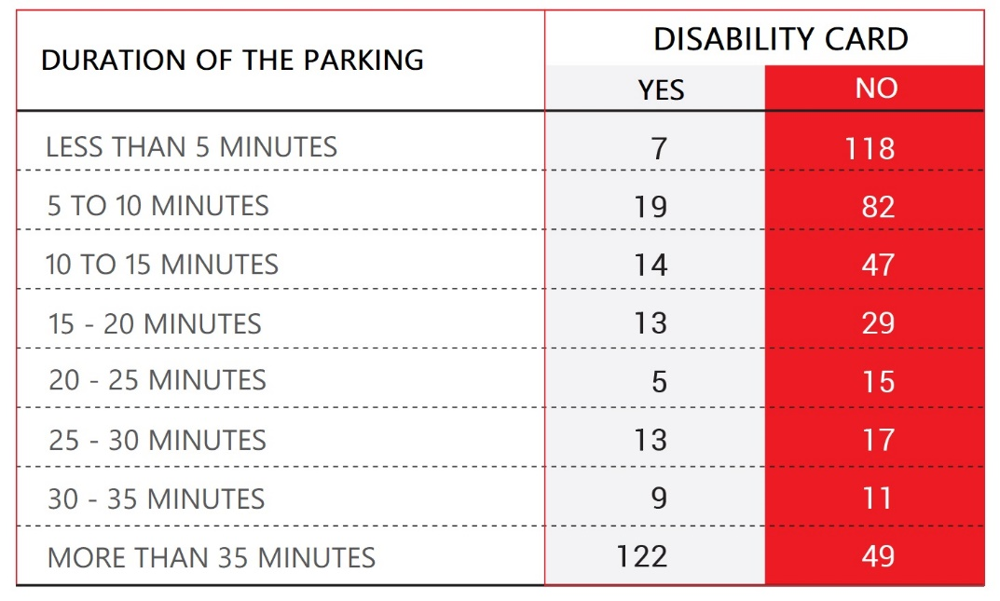 DURATION OF THE PARKING
DISABILITY CARD
YES NO
LESS THAN 5 MINUTES 7 118
5 TO 10 MINUTES 19 82
10 TO 15 MINUTES 14 47
15 - 20 MINUTES 13 29
20 - 25 MINUTES 5 15
25 - 30 MINUTES 13 17
30 - 35 MINUTES 9 11
MORE THAN 35 MINUTES 122 49